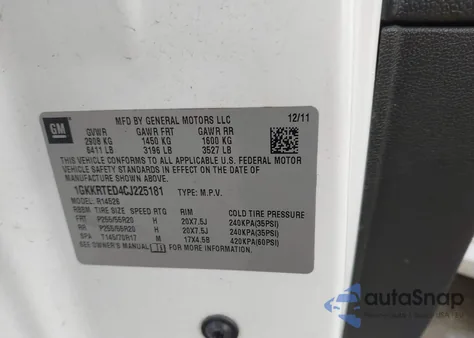 GM
MFD BY GENERAL MOTORS LLC 12/11
GVWR GAWR FRT GAWR RR
2908 KG 1450 KG 1600 KG
6411 LB 3196 LB 3527 LB
THIS VEHICLE CONFORMS TO ALL APPLICABLE U.S. FEDERAL MOTOR
VEHICLE SAFETY STANDARDS IN EFFECT ON THE DATE OF
MANUFACTURE SHOWN ABOVE.
1GKKRTED4CJ225181 TYPE: M.P.V.
MODEL: R14526
TIRE SIZE SPEED RTG RIM COLD TIRE PRESSURE
FRT P255/55R20 H 20X7.5J 240KPA(35PSI)
RR P255/55R20 H 20X7.5J 240KPA(35PSI)
SPA T145/70R17 M 17X4.5B 420KPA(60PSI)
SEE OWNER'S MANUAL FOR MORE INFORMATION.
autoSnap